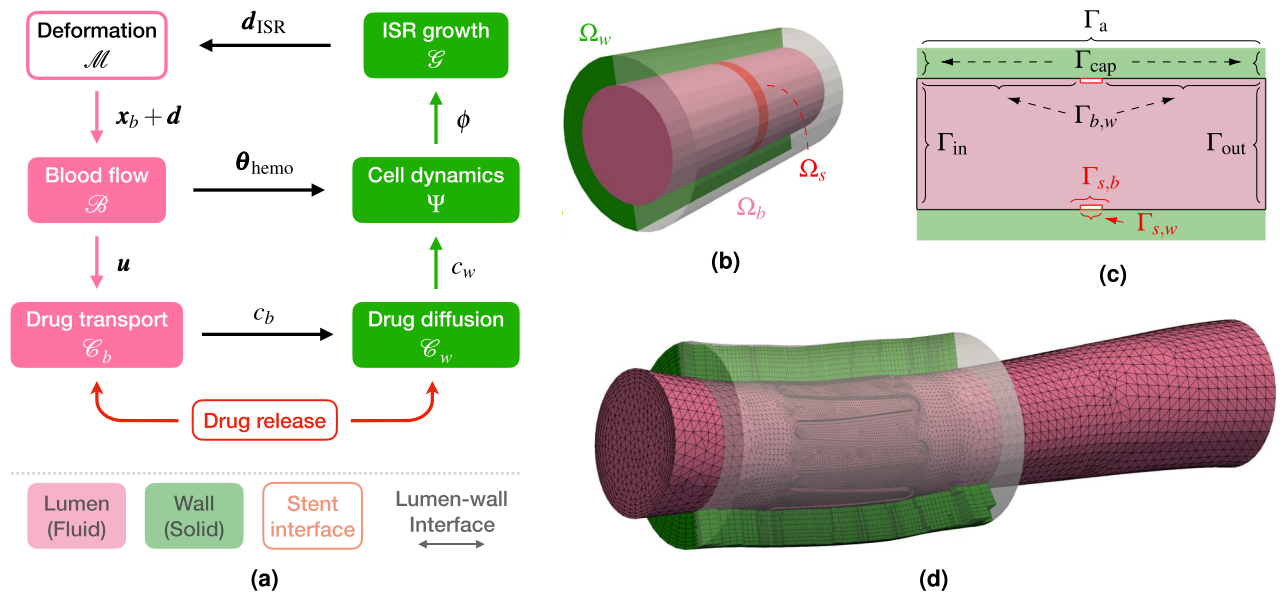 Deformation
ℳ
d_ISR
ISR growth
𝒢
x_b + d
ϕ
Blood flow
ℬ
θ_hemo
Cell dynamics
Ψ
u
c_w
Drug transport
𝒞_b
c_b
Drug diffusion
𝒞_w
Drug release
Lumen
(Fluid)
Wall
(Solid)
Stent
interface
Lumen-wall
Interface
(a)
Ω_w
Ω_s
Ω_b
(b)
Γ_a
Γ_cap
Γ_b,w
Γ_in
Γ_out
Γ_s,b
Γ_s,w
(c)
(d)